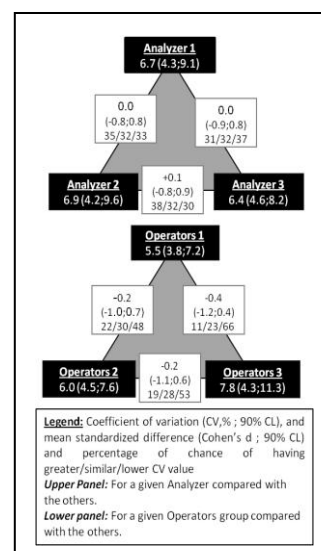 Analyzer 1
6.7 (4.3;9.1)
0.0
(-0.8;0.8)
35/32/33
0.0
(-0.9;0.8)
31/32/37
+0.1
(-0.8;0.9)
38/32/30
Analyzer 2
6.9 (4.2;9.6)
Analyzer 3
6.4 (4.6;8.2)
Operators 1
5.5 (3.8;7.2)
-0.2
(-1.0;0.7)
22/30/48
-0.4
(-1.2;0.4)
11/23/66
-0.2
(-1.1;0.6)
19/28/53
Operators 2
6.0 (4.5;7.6)
Operators 3
7.8 (4.3;11.3)
Legend: Coefficient of variation (CV,% ; 90% CL), and
mean standardized difference (Cohen's d ; 90% CL)
and percentage of chance of having
greater/similar/lower CV value
Upper Panel: For a given Analyzer compared with
the others.
Lower panel: For a given Operators group compared
with the others.